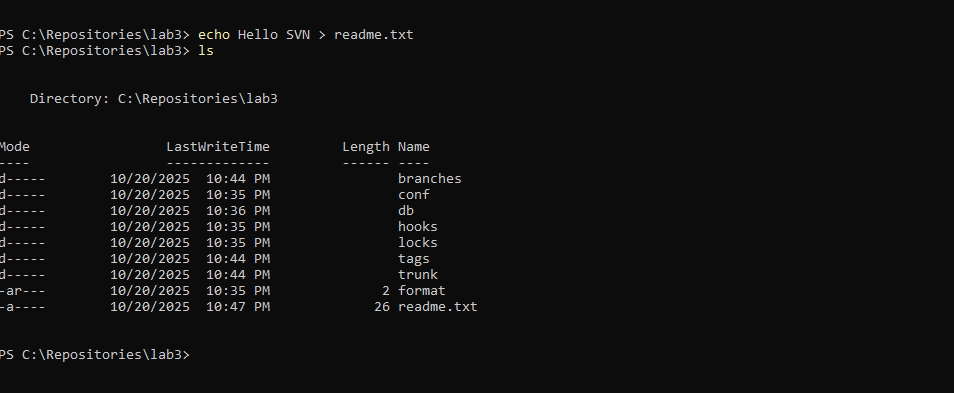 PS C:\Repositories\lab3> echo Hello SVN > readme.txt
PS C:\Repositories\lab3> ls
Directory: C:\Repositories\lab3
Mode LastWriteTime Length Name
---- ------------- ------ ----
d----- 10/20/2025 10:44 PM branches
d----- 10/20/2025 10:35 PM conf
d----- 10/20/2025 10:36 PM db
d----- 10/20/2025 10:35 PM hooks
d----- 10/20/2025 10:35 PM locks
d----- 10/20/2025 10:44 PM tags
d----- 10/20/2025 10:44 PM trunk
-ar--- 10/20/2025 10:35 PM 2 format
-a---- 10/20/2025 10:47 PM 26 readme.txt
PS C:\Repositories\lab3>